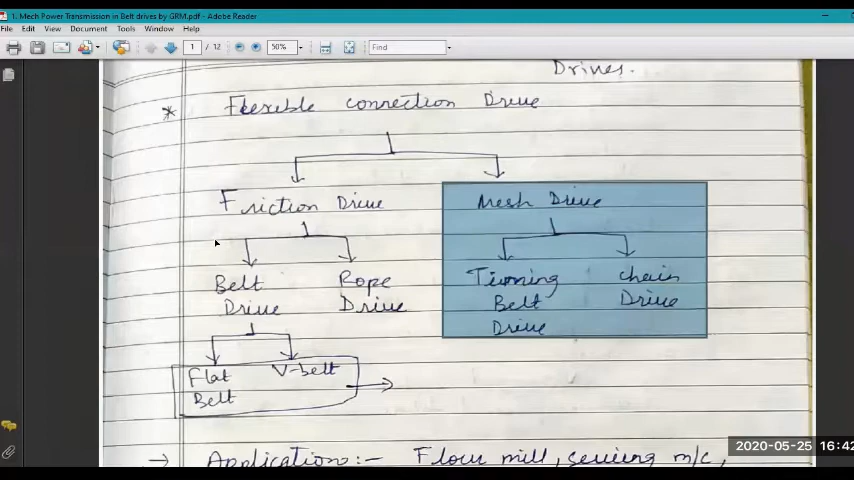 1. Mech Power Transmission in Belt drives by GRM.pdf - Adobe Reader
File Edit View Document Tools Window Help
1 / 12 50% Find
Drives.
* Flexible connection Drive
Friction Drive Mesh Drive
Belt Drive Rope Drive Timing Belt Drive chain Drive
Flat Belt V-belt
→ Application:- Flour mill, sewing m/c,
2020-05-25 16:42